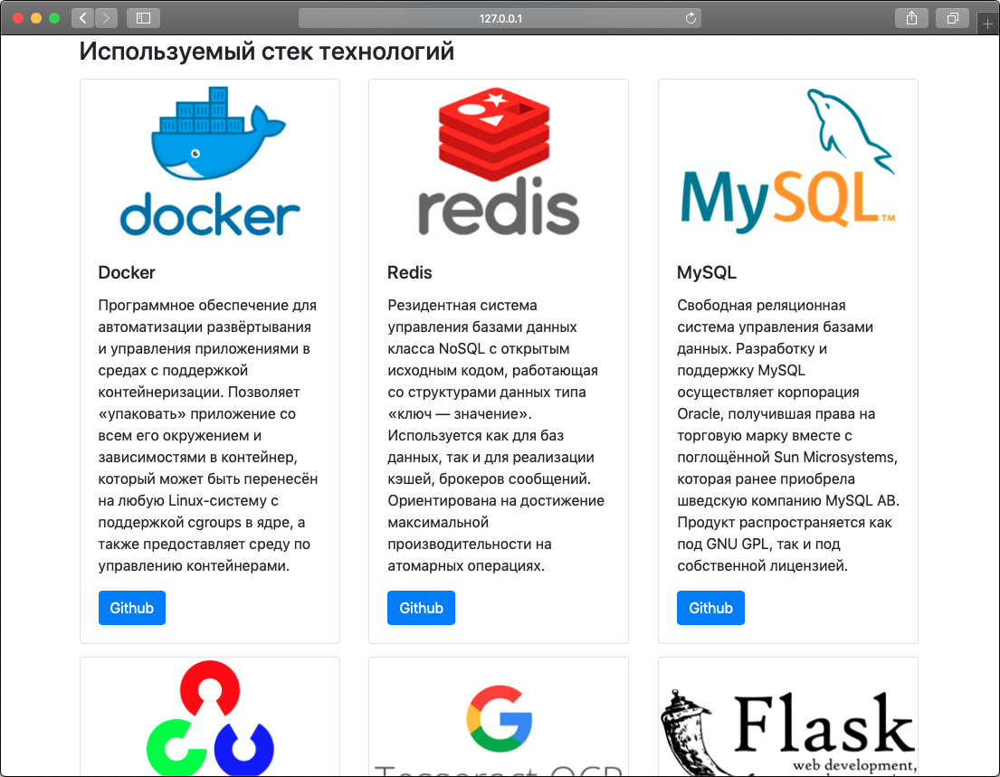 127.0.0.1
Используемый стек технологий
docker
Docker
Программное обеспечение для
автоматизации развёртывания
и управления приложениями в
средах с поддержкой
контейнеризации. Позволяет
«упаковать» приложение со
всем его окружением и
зависимостями в контейнер,
который может быть перенесён
на любую Linux-систему с
поддержкой cgroups в ядре, а
также предоставляет среду по
управлению контейнерами.
Github
redis
Redis
Резидентная система
управления базами данных
класса NoSQL с открытым
исходным кодом, работающая
со структурами данных типа
«ключ — значение».
Используется как для баз
данных, так и для реализации
кэшей, брокеров сообщений.
Ориентирована на достижение
максимальной
производительности на
атомарных операциях.
Github
MySQL™
MySQL
Свободная реляционная
система управления базами
данных. Разработку и
поддержку MySQL
осуществляет корпорация
Oracle, получившая права на
торговую марку вместе с
поглощённой Sun Microsystems,
которая ранее приобрела
шведскую компанию MySQL AB.
Продукт распространяется как
под GNU GPL, так и под
собственной лицензией.
Github
Tesseract OCR
Flask
web development,